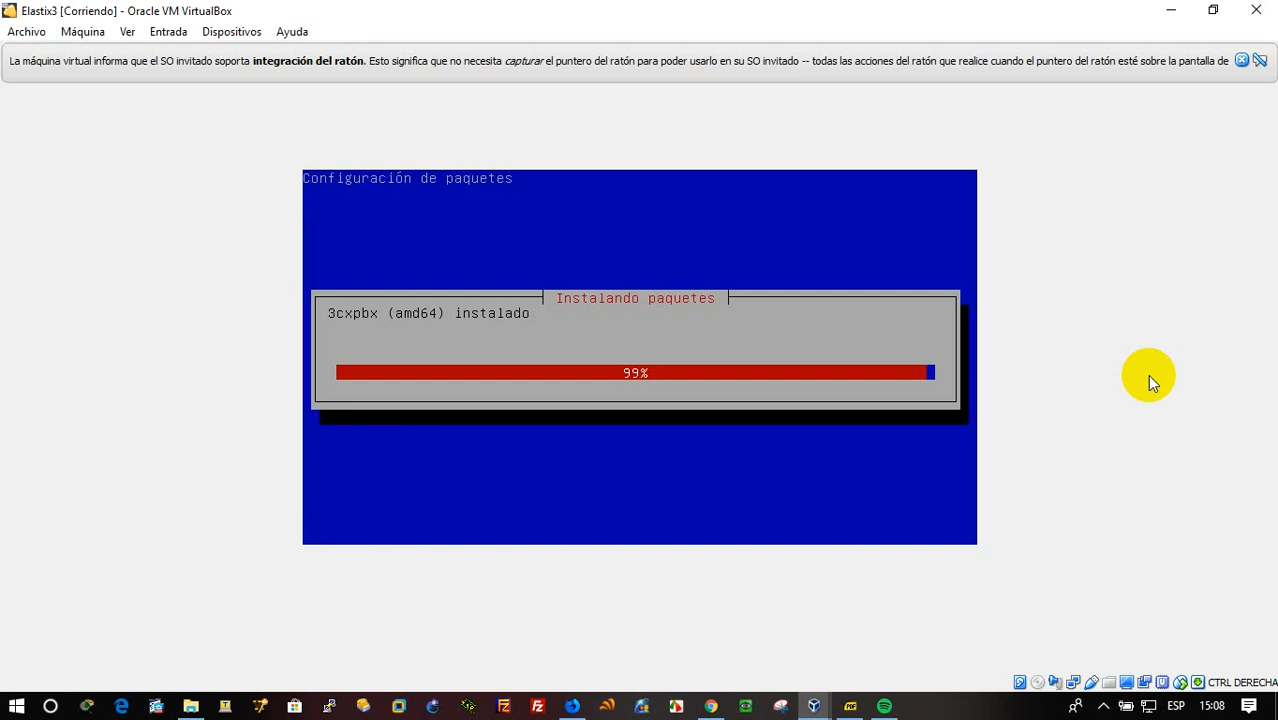 Elastix3 [Corriendo] - Oracle VM VirtualBox
Archivo Máquina Ver Entrada Dispositivos Ayuda
La máquina virtual informa que el SO invitado soporta integración del ratón. Esto significa que no necesita capturar el puntero del ratón para poder usarlo en su SO invitado -- todas las acciones del ratón que realice cuando el puntero del ratón esté sobre la pantalla de
Configuración de paquetes
Instalando paquetes
3cxpbx (amd64) instalado
99%
CTRL DERECHA
ESP 15:08